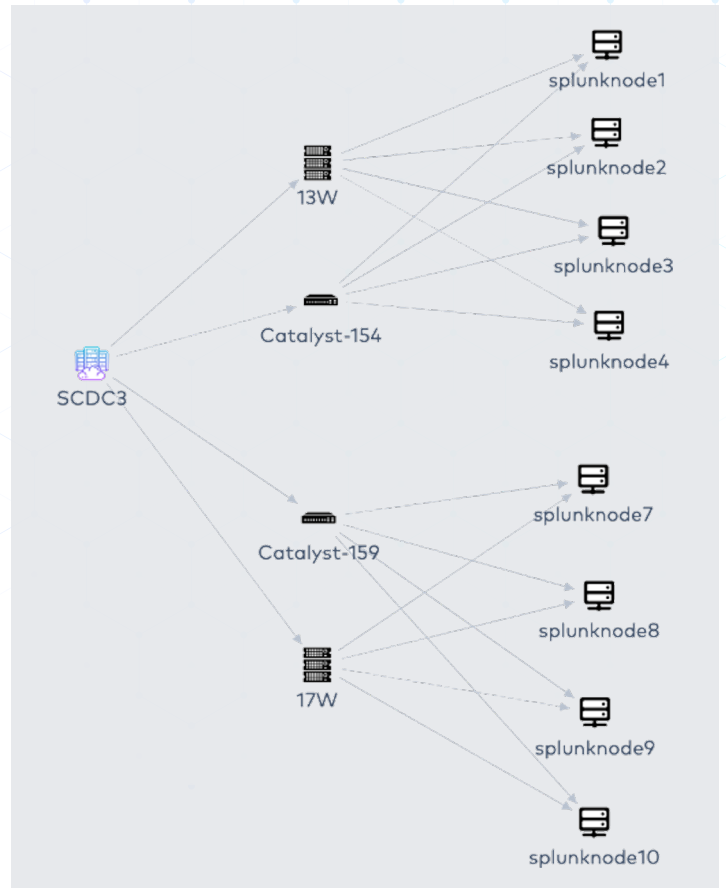 splunknode1
splunknode2
13W
splunknode3
Catalyst-154
splunknode4
SCDC3
splunknode7
Catalyst-159
splunknode8
17W
splunknode9
splunknode10